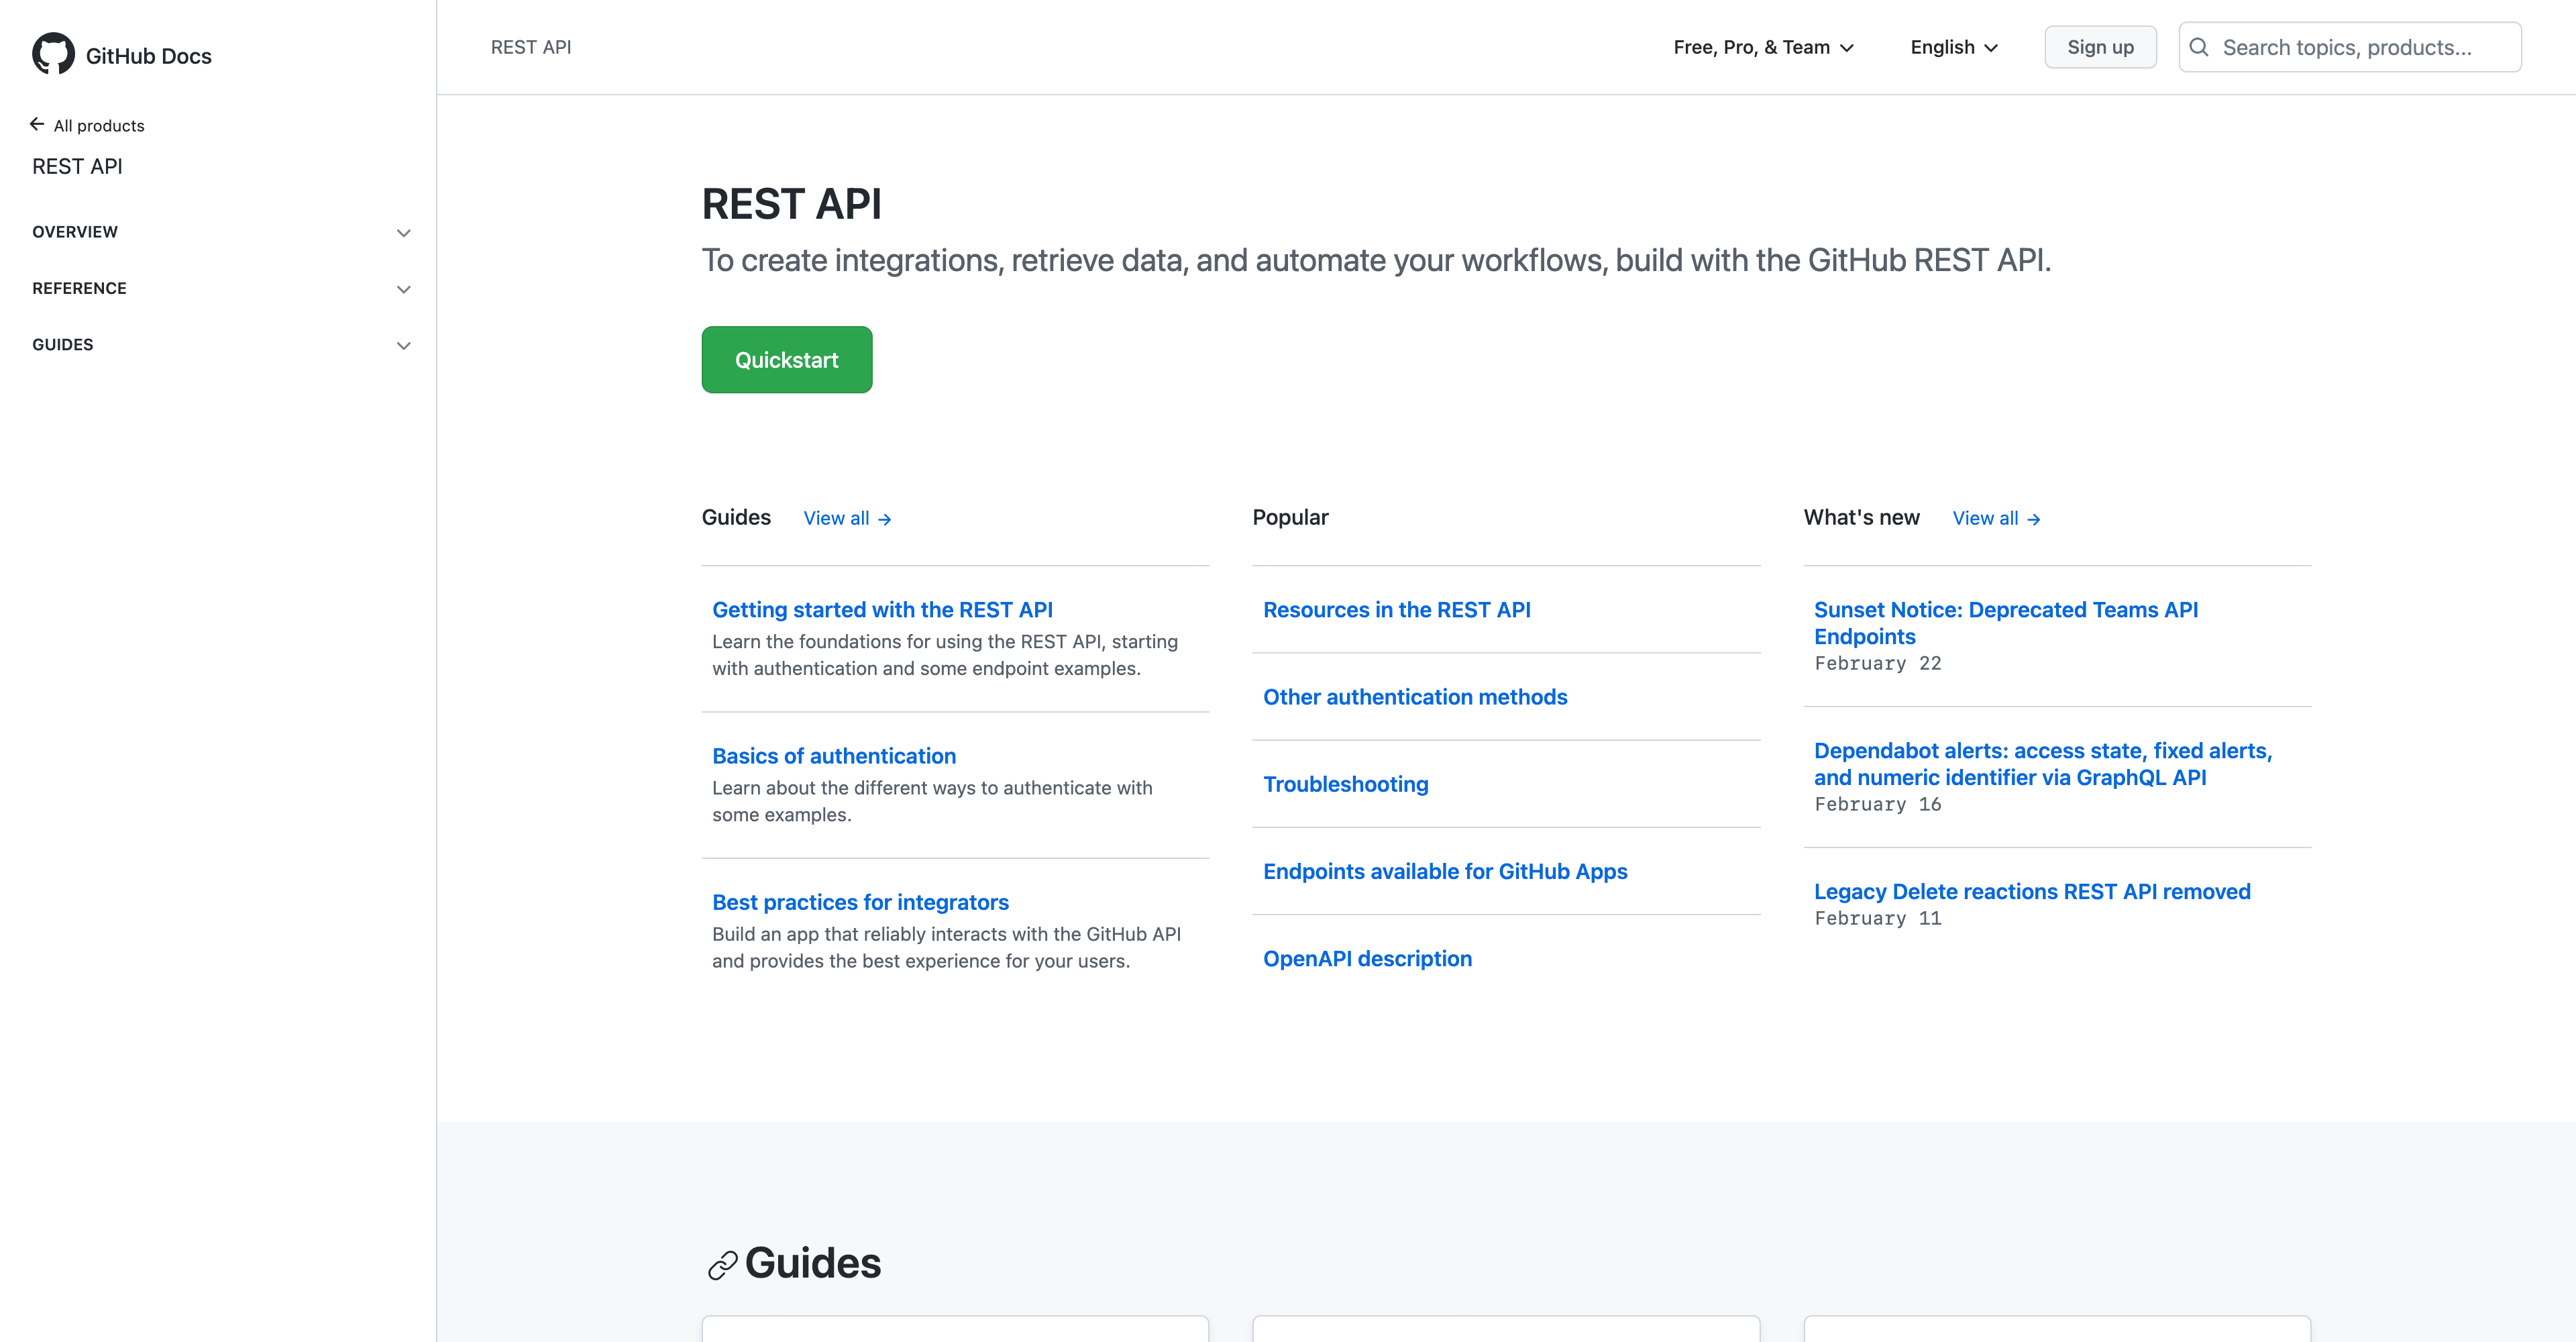 GitHub Docs
All products
REST API
OVERVIEW
REFERENCE
GUIDES
REST API
Free, Pro, & Team
English
Sign up
Search topics, products...
REST API
To create integrations, retrieve data, and automate your workflows, build with the GitHub REST API.
Quickstart
Guides
View all →
Getting started with the REST API
Learn the foundations for using the REST API, starting
with authentication and some endpoint examples.
Basics of authentication
Learn about the different ways to authenticate with
some examples.
Best practices for integrators
Build an app that reliably interacts with the GitHub API
and provides the best experience for your users.
Popular
Resources in the REST API
Other authentication methods
Troubleshooting
Endpoints available for GitHub Apps
OpenAPI description
What's new
View all →
Sunset Notice: Deprecated Teams API
Endpoints
February 22
Dependabot alerts: access state, fixed alerts,
and numeric identifier via GraphQL API
February 16
Legacy Delete reactions REST API removed
February 11
Guides